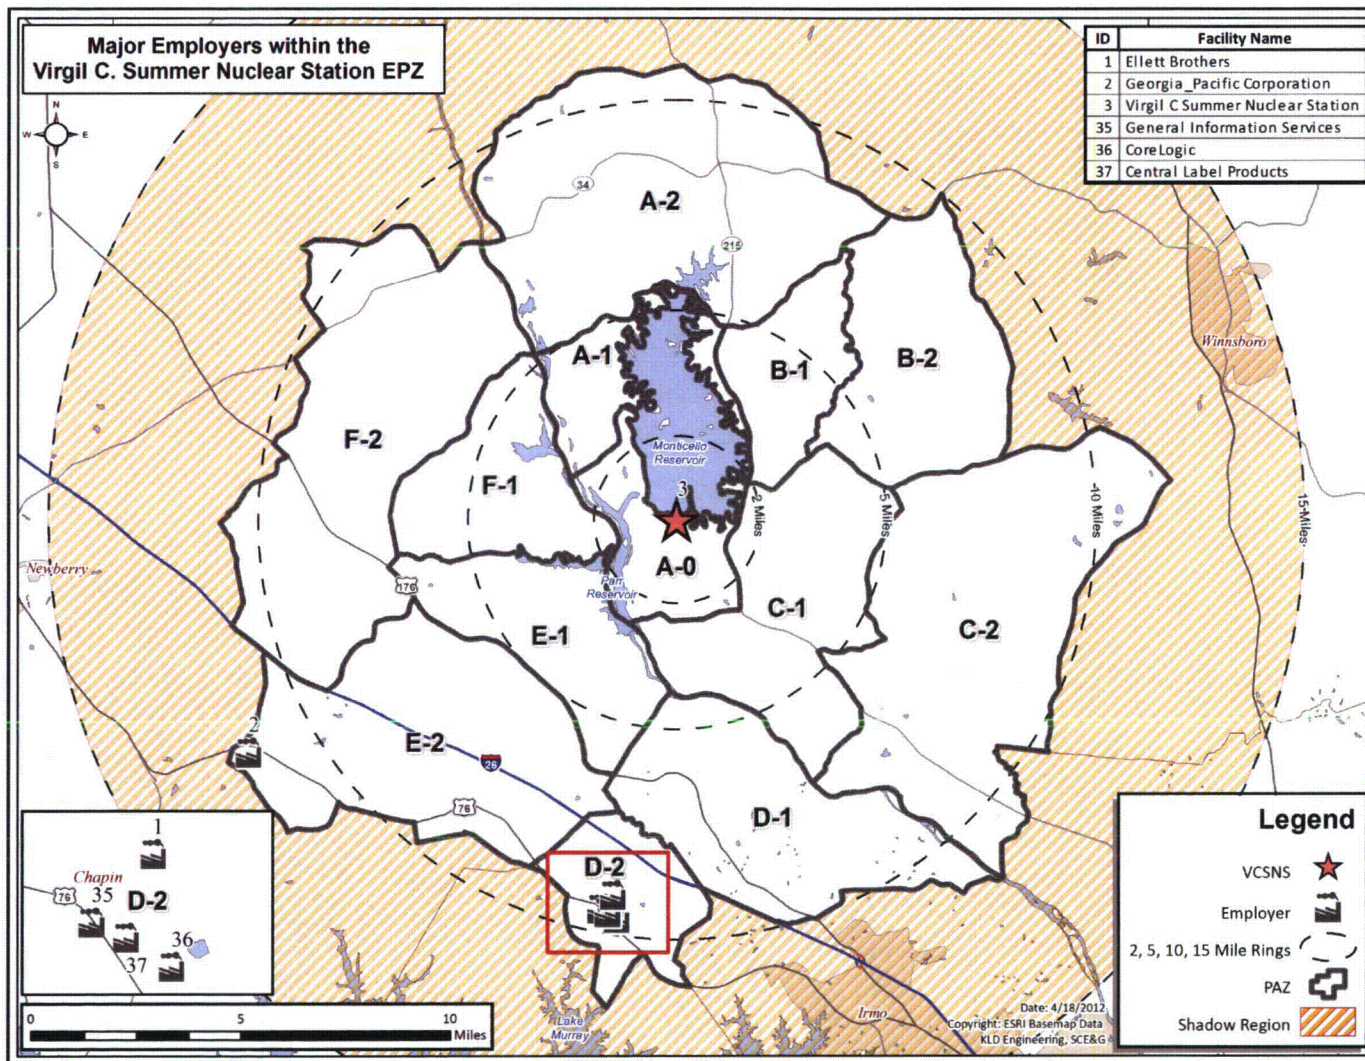 Major Employers within the
Virgil C. Summer Nuclear Station EPZ
ID Facility Name
1 Ellett Brothers
2 Georgia_Pacific Corporation
3 Virgil C Summer Nuclear Station
35 General Information Services
36 CoreLogic
37 Central Label Products
N
W E
S
34
A-2
215
A-1
B-1
B-2
Winnsboro
F-2
Monticello
Reservoir
F-1
3
2 Miles
5 Miles
10 Miles
15 Miles
A-0
Newberry
176
Parr
Reservoir
C-1
E-1
C-2
2
E-2
26
76
D-1
D-2
1
Chapin
76
35
D-2
36
37
Legend
VCSNS
Employer
2, 5, 10, 15 Mile Rings
PAZ
Shadow Region
0 5 10
Miles
Lake
Murray
Irmo
Date: 4/18/2012
Copyright: ESRI Basemap Data
KLD Engineering, SCE&G